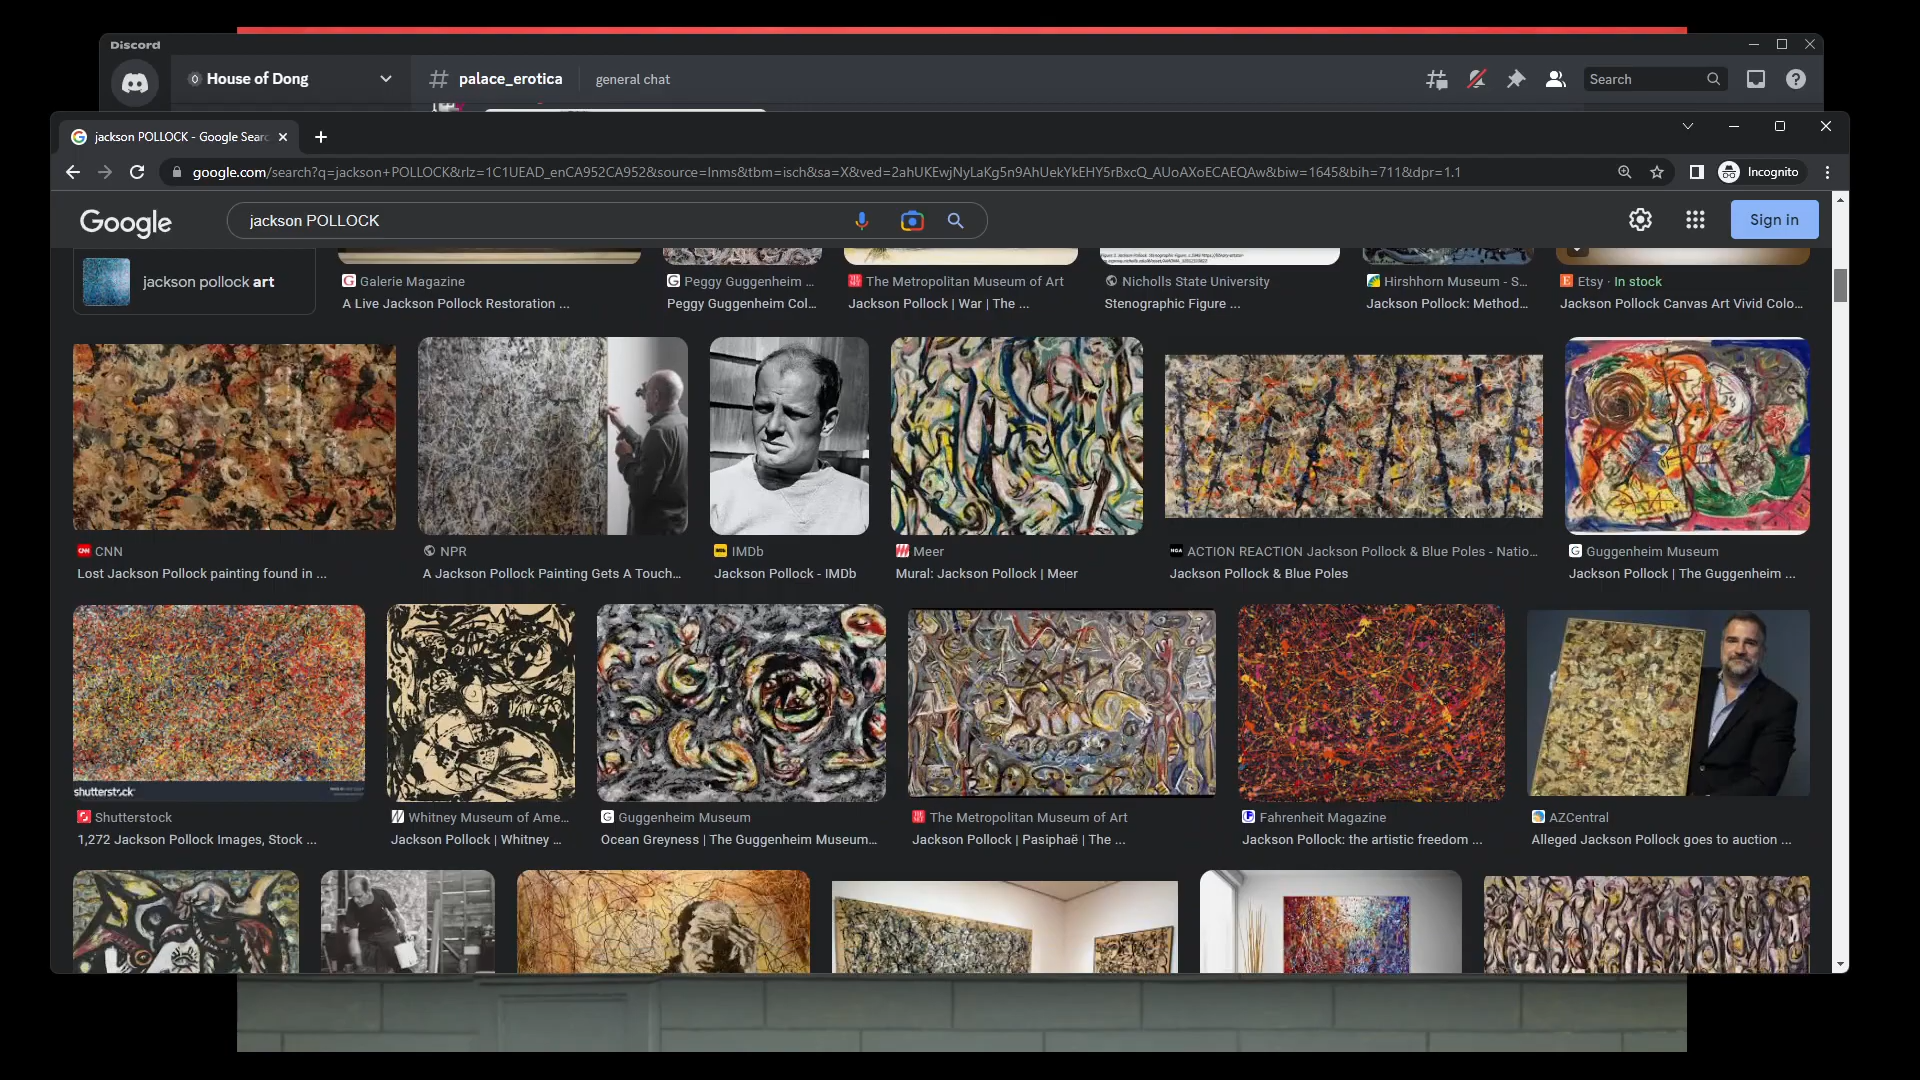 Discord
House of Dong
palace_erotica
general chat
Search
jackson POLLOCK - Google Searc
google.com/search?q=jackson+POLLOCK&rlz=1C1UEAD_enCA952CA952&source=lnms&tbm=isch&sa=X&ved=2ahUKEwjNyLaKg5n9AhUekYkEHY5rBxcQ_AUoAXoECAEQAw&biw=1645&bih=711&dpr=1.1
Incognito
Google
jackson POLLOCK
Sign in
jackson pollock art
Galerie Magazine
A Live Jackson Pollock Restoration ...
Peggy Guggenheim ...
Peggy Guggenheim Col...
The Metropolitan Museum of Art
Jackson Pollock | War | The ...
Nicholls State University
Stenographic Figure ...
Hirshhorn Museum - S...
Jackson Pollock: Method...
Etsy · In stock
Jackson Pollock Canvas Art Vivid Colo...
CNN
Lost Jackson Pollock painting found in ...
NPR
A Jackson Pollock Painting Gets A Touch...
IMDb
Jackson Pollock - IMDb
Meer
Mural: Jackson Pollock | Meer
ACTION REACTION Jackson Pollock & Blue Poles - Natio...
Jackson Pollock & Blue Poles
Guggenheim Museum
Jackson Pollock | The Guggenheim ...
shutterstock
Shutterstock
1,272 Jackson Pollock Images, Stock ...
Whitney Museum of Ame...
Jackson Pollock | Whitney ...
Guggenheim Museum
Ocean Greyness | The Guggenheim Museum...
The Metropolitan Museum of Art
Jackson Pollock | Pasiphaë | The ...
Fahrenheit Magazine
Jackson Pollock: the artistic freedom ...
AZCentral
Alleged Jackson Pollock goes to auction ...